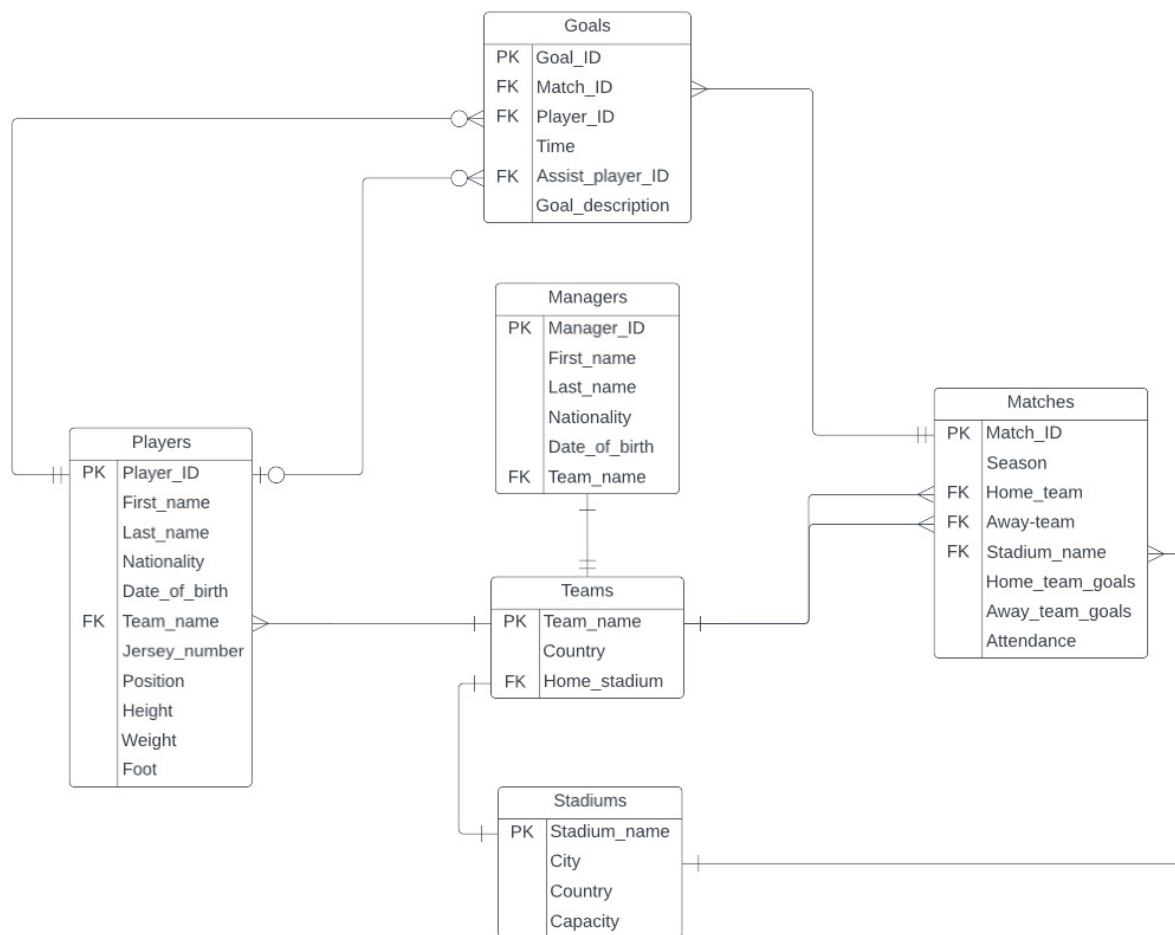 Goals
PK Goal_ID
FK Match_ID
FK Player_ID
Time
FK Assist_player_ID
Goal_description
Managers
PK Manager_ID
First_name
Last_name
Nationality
Date_of_birth
FK Team_name
Players
PK Player_ID
First_name
Last_name
Nationality
Date_of_birth
FK Team_name
Jersey_number
Position
Height
Weight
Foot
Matches
PK Match_ID
Season
FK Home_team
FK Away-team
FK Stadium_name
Home_team_goals
Away_team_goals
Attendance
Teams
PK Team_name
Country
FK Home_stadium
Stadiums
PK Stadium_name
City
Country
Capacity